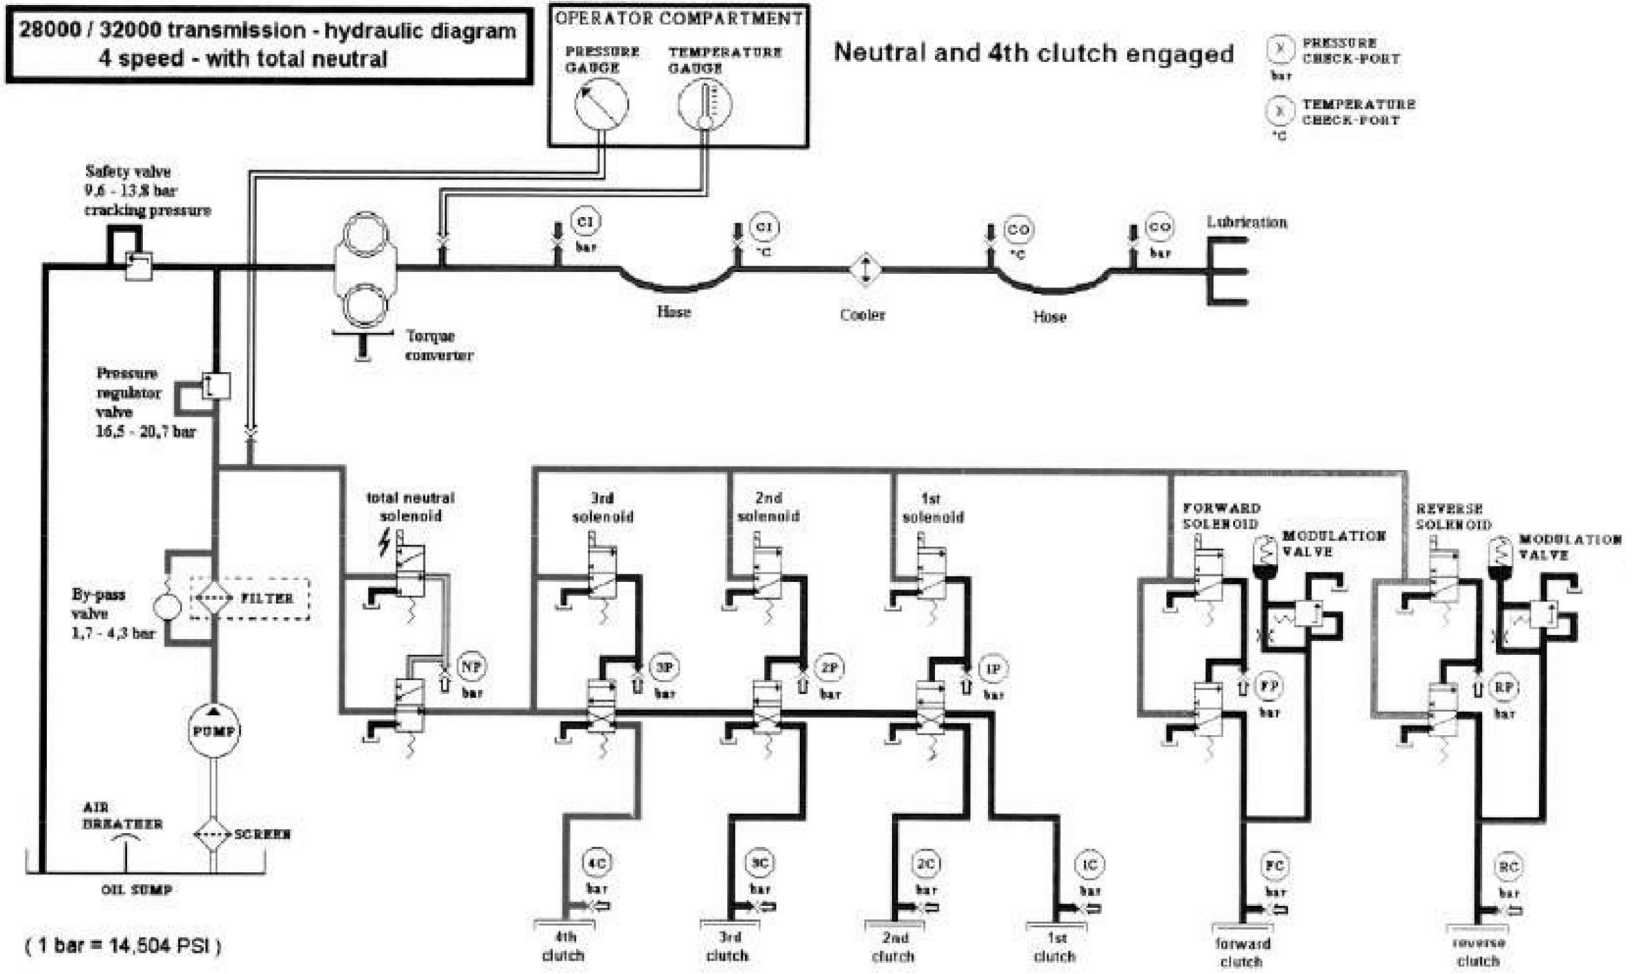 28000 / 32000 transmission - hydraulic diagram
4 speed - with total neutral
OPERATOR COMPARTMENT
PRESSURE
GAUGE
TEMPERATURE
GAUGE
Neutral and 4th clutch engaged
X
bar
PRESSURE
CHECK-PORT
X
°C
TEMPERATURE
CHECK-PORT
Safety valve
9,6 - 13,8 bar
cracking pressure
CI
bar
CI
°C
CO
°C
CO
bar
Lubrication
Hose
Cooler
Hose
Torque
converter
Pressure
regulator
valve
16,5 - 20,7 bar
total neutral
solenoid
3rd
solenoid
2nd
solenoid
1st
solenoid
FORWARD
SOLENOID
MODULATION
VALVE
REVERSE
SOLENOID
MODULATION
VALVE
By-pass
valve
1,7 - 4,3 bar
FILTER
NP
bar
3P
bar
2P
bar
1P
bar
FP
bar
RP
bar
PUMP
AIR
BREATHER
SCREEN
OIL SUMP
4C
bar
3C
bar
2C
bar
1C
bar
FC
bar
RC
bar
4th
clutch
3rd
clutch
2nd
clutch
1st
clutch
forward
clutch
reverse
clutch
( 1 bar = 14,504 PSI )